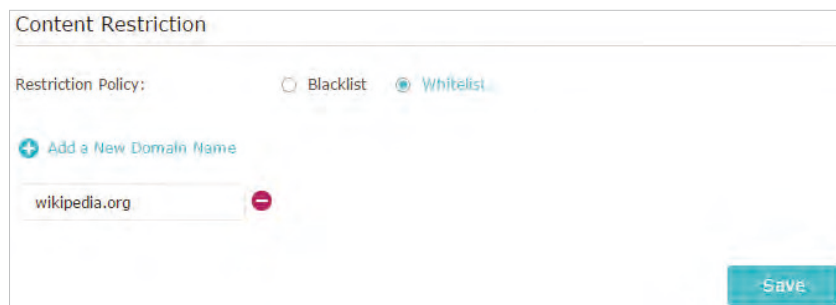 Content Restriction
Restriction Policy: Blacklist Whitelist
Add a New Domain Name
wikipedia.org
Save